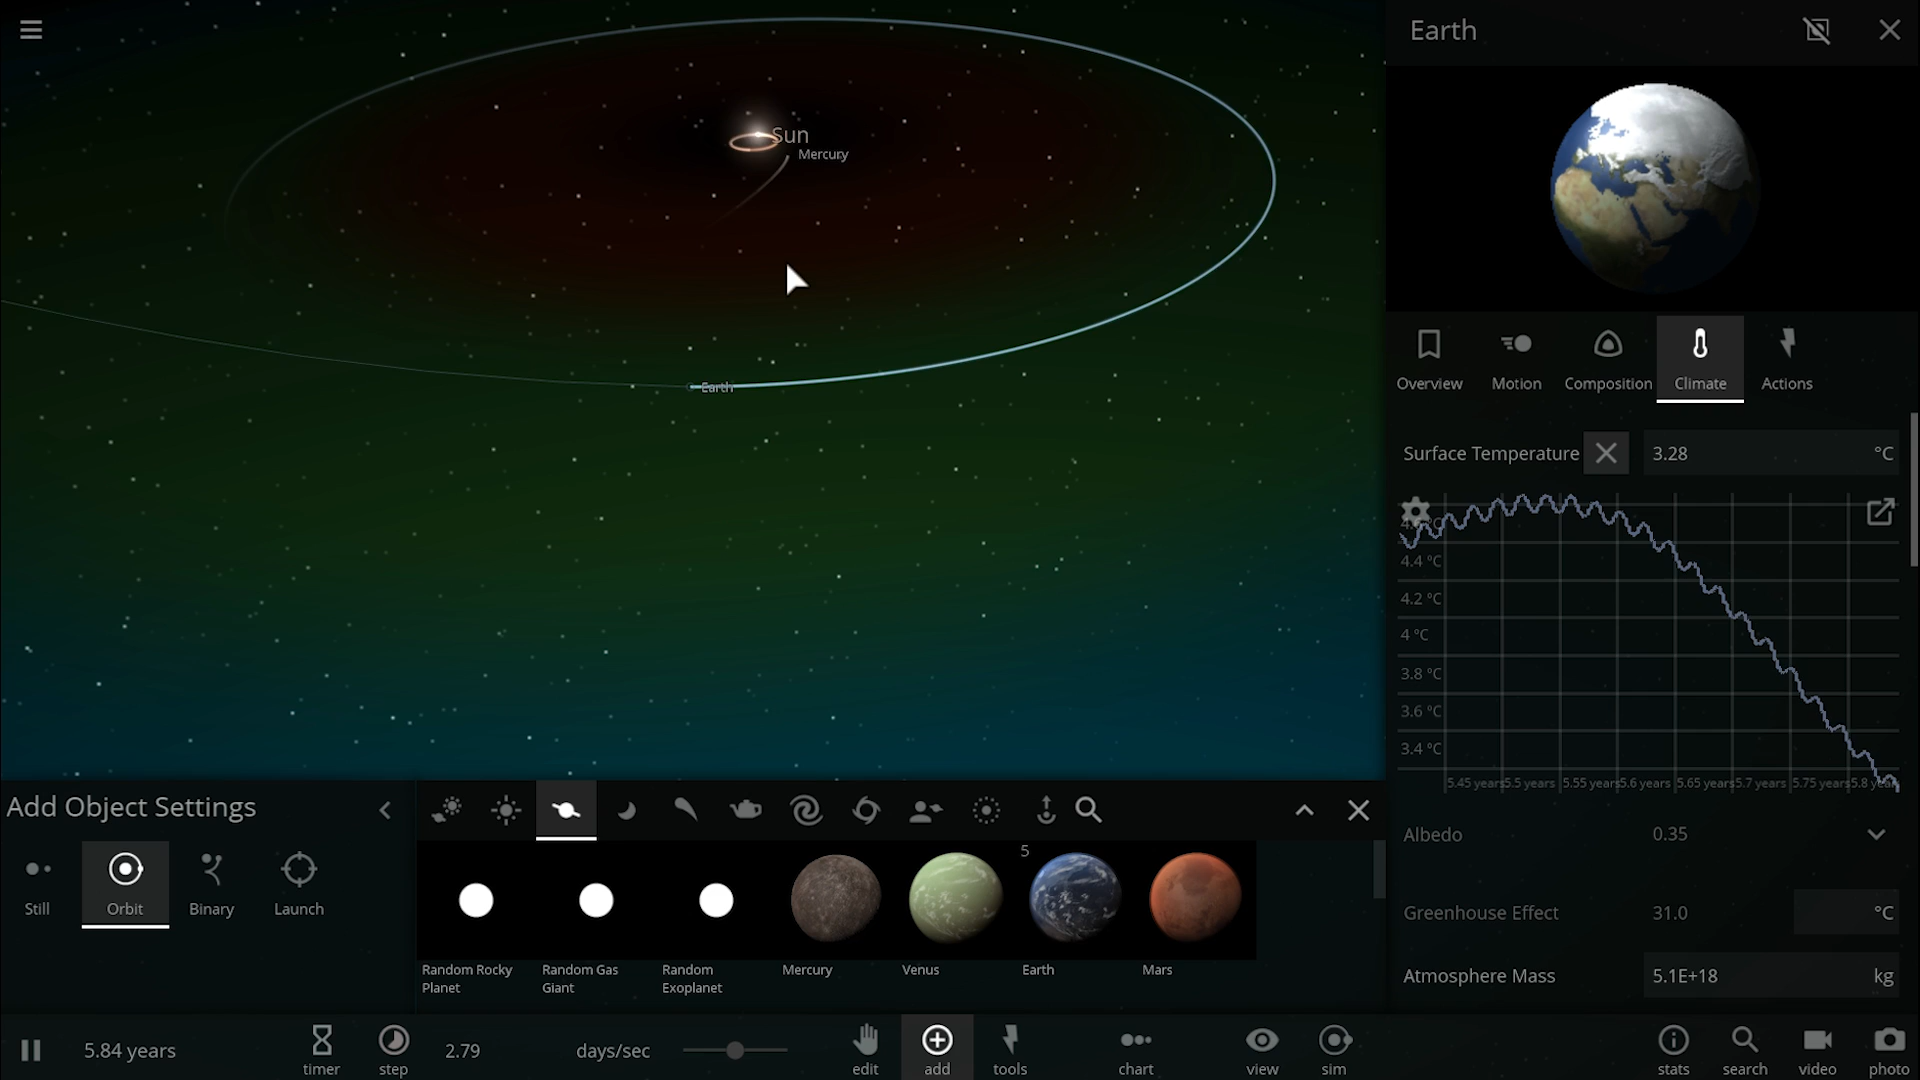 Earth
Sun
Mercury
Earth
Overview
Motion
Composition
Climate
Actions
Surface Temperature
3.28
°C
4.4 °C
4.2 °C
4 °C
3.8 °C
3.6 °C
3.4 °C
5.45 years
5.5 years
5.55 years
5.6 years
5.65 years
5.7 years
5.75 years
5.8 years
Albedo
0.35
Greenhouse Effect
31.0
°C
Atmosphere Mass
5.1E+18
kg
Add Object Settings
Still
Orbit
Binary
Launch
5
Random Rocky
Planet
Random Gas
Giant
Random
Exoplanet
Mercury
Venus
Earth
Mars
5.84 years
timer
step
2.79
days/sec
edit
add
tools
chart
view
sim
stats
search
video
photo